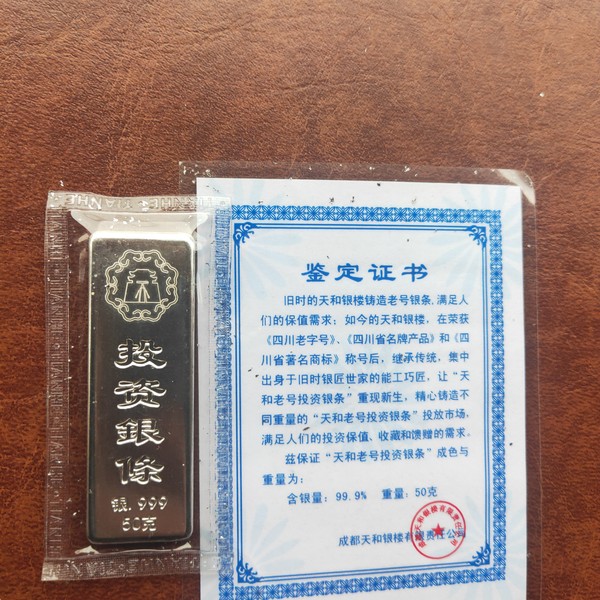 TIANHE
投资銀條
银.999
50克
鉴定证书
旧时的天和银楼铸造老号银条,满足人
们的保值需求；如今的天和银楼，在荣获
《四川老字号》、《四川省名牌产品》和《四
川省著名商标》称号后，继承传统，集中
出身于旧时银匠世家的能工巧匠，让“天
和老号投资银条”重现新生，精心铸造不
同重量的“天和老号投资银条”投放市场，
满足人们的投资保值、收藏和馈赠的需求。
兹保证“天和老号投资银条”成色与
重量为：
含银量：99.9% 重量：50克
成都天和银楼有限责任公司